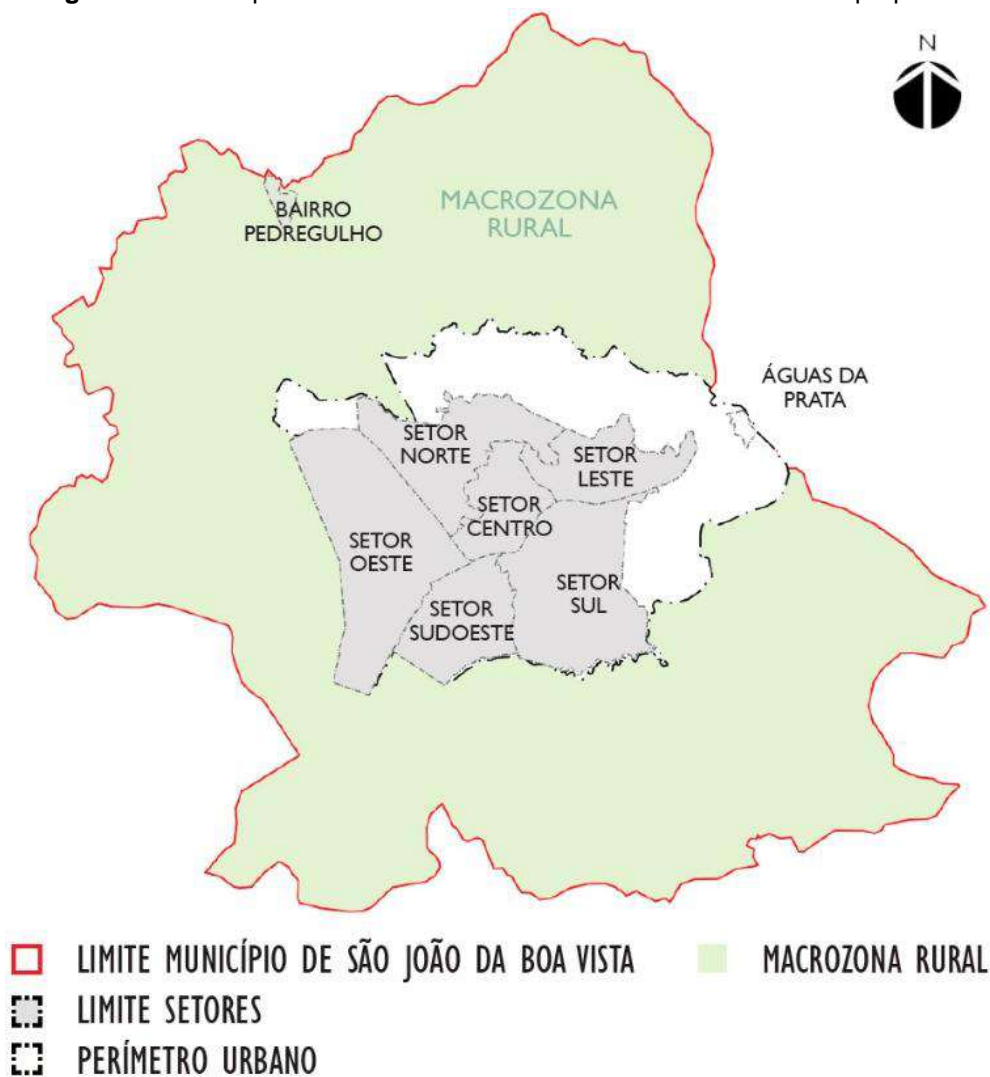 N
MACROZONA
RURAL
BAIRRO
PEDREGULHO
ÁGUAS DA
PRATA
SETOR
NORTE
SETOR
LESTE
SETOR
CENTRO
SETOR
OESTE
SETOR
SUL
SETOR
SUDOESTE
LIMITE MUNICÍPIO DE SÃO JOÃO DA BOA VISTA
MACROZONA RURAL
LIMITE SETORES
PERÍMETRO URBANO